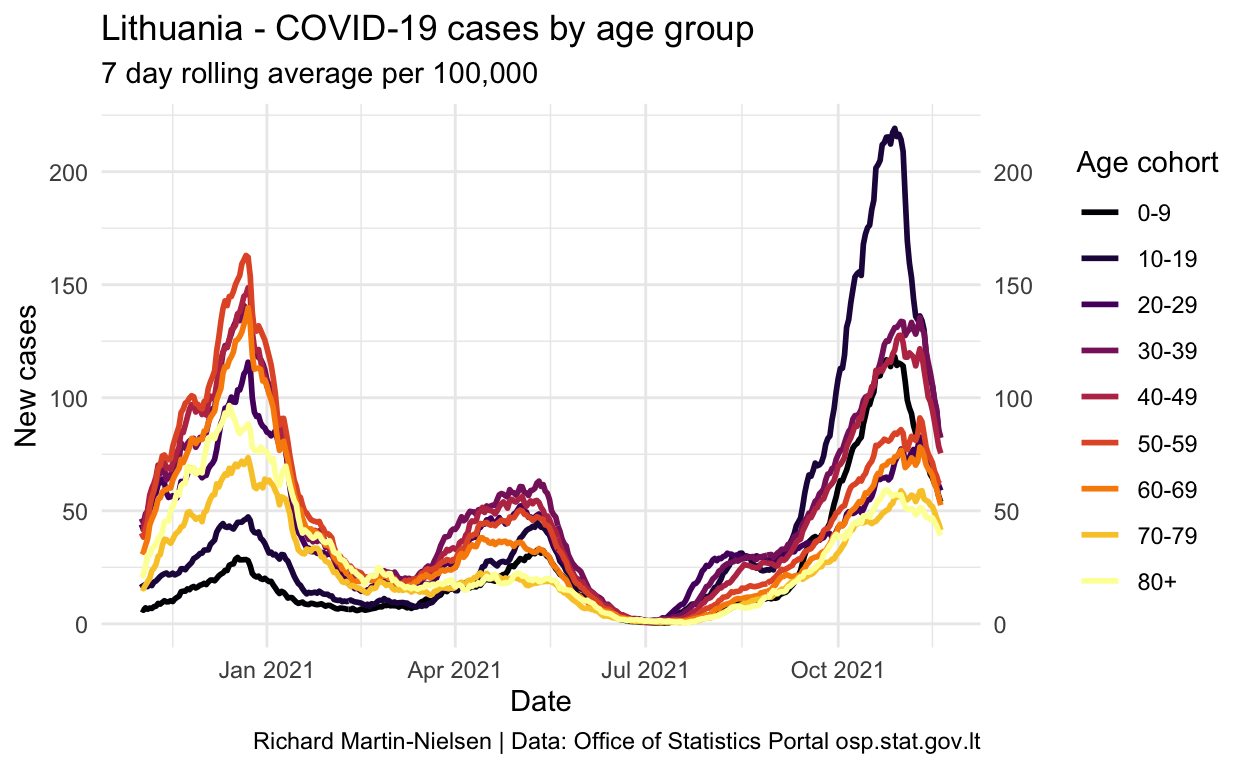 Lithuania - COVID-19 cases by age group
7 day rolling average per 100,000
New cases
200
150
100
50
0
200
150
100
50
0
Jan 2021
Apr 2021
Jul 2021
Oct 2021
Date
Age cohort
0-9
10-19
20-29
30-39
40-49
50-59
60-69
70-79
80+
Richard Martin-Nielsen | Data: Office of Statistics Portal osp.stat.gov.lt